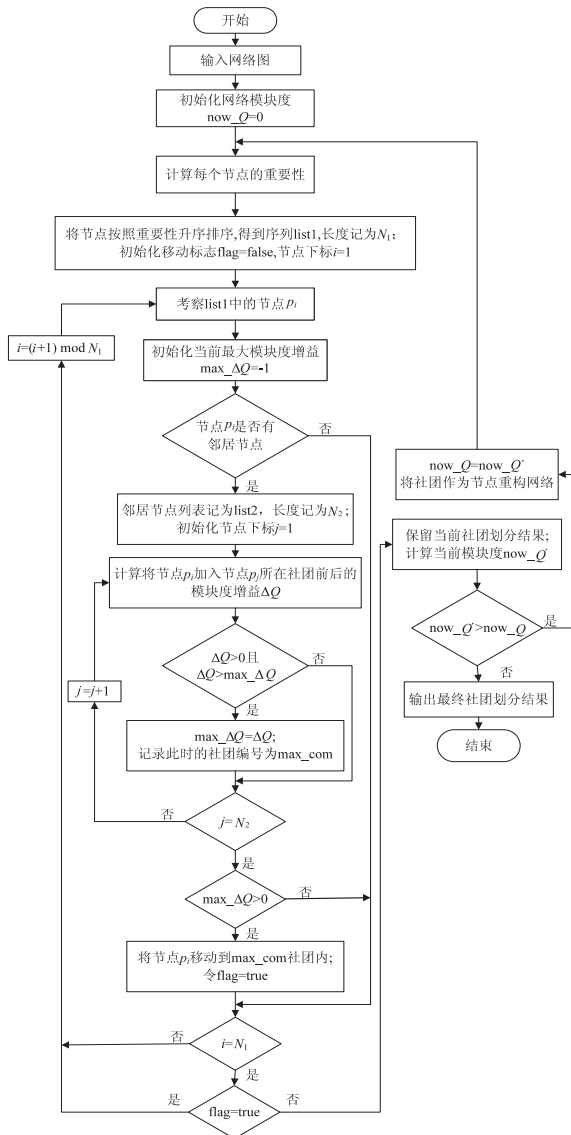 开始
输入网络图
初始化网络模块度
now_Q=0
计算每个节点的重要性
将节点按照重要性升序排序,得到序列list1,长度记为N₁;
初始化移动标志flag=false,节点下标i=1
考察list1中的节点pᵢ
i=(i+1) mod N₁
初始化当前最大模块度增益
max_ΔQ=-1
节点pᵢ是否有
邻居节点
否
是
邻居节点列表记为list2，长度记为N₂;
初始化节点下标j=1
计算将节点pᵢ加入节点pⱼ所在社团前后的
模块度增益ΔQ
ΔQ>0且
ΔQ>max_ΔQ
否
是
j=j+1
max_ΔQ=ΔQ;
记录此时的社团编号为max_com
j=N₂
否
是
max_ΔQ>0
否
是
将节点pᵢ移动到max_com社团内;
令flag=true
i=N₁
否
是
flag=true
是
否
now_Q=now_Q′
将社团作为节点重构网络
保留当前社团划分结果;
计算当前模块度now_Q′
now_Q′>now_Q
是
否
输出最终社团划分结果
结束